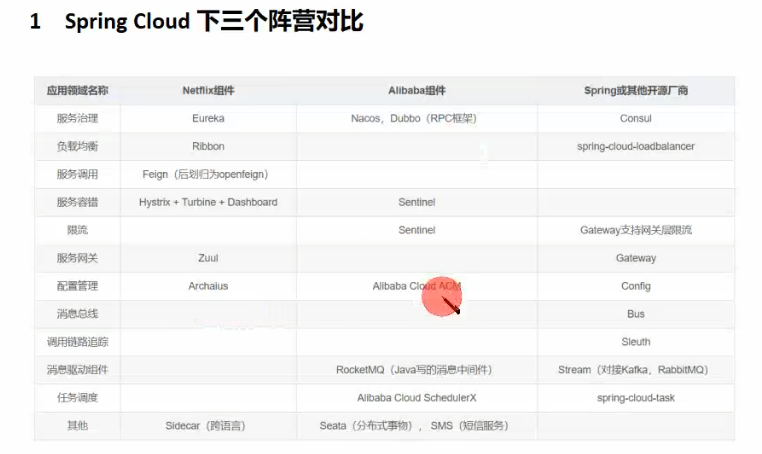 1 Spring Cloud 下三个阵营对比
应用领域名称 Netflix组件 Alibaba组件 Spring或其他开源厂商
服务治理 Eureka Nacos，Dubbo（RPC框架） Consul
负载均衡 Ribbon spring-cloud-loadbalancer
服务调用 Feign（后划归为openfeign）
服务容错 Hystrix + Turbine + Dashboard Sentinel
限流 Sentinel Gateway支持网关层限流
服务网关 Zuul Gateway
配置管理 Archaius Alibaba Cloud ACM Config
消息总线 Bus
调用链路追踪 Sleuth
消息驱动组件 RocketMQ（Java写的消息中间件） Stream（对接Kafka，RabbitMQ）
任务调度 Alibaba Cloud SchedulerX spring-cloud-task
其他 Sidecar（跨语言） Seata（分布式事物），SMS（短信服务）